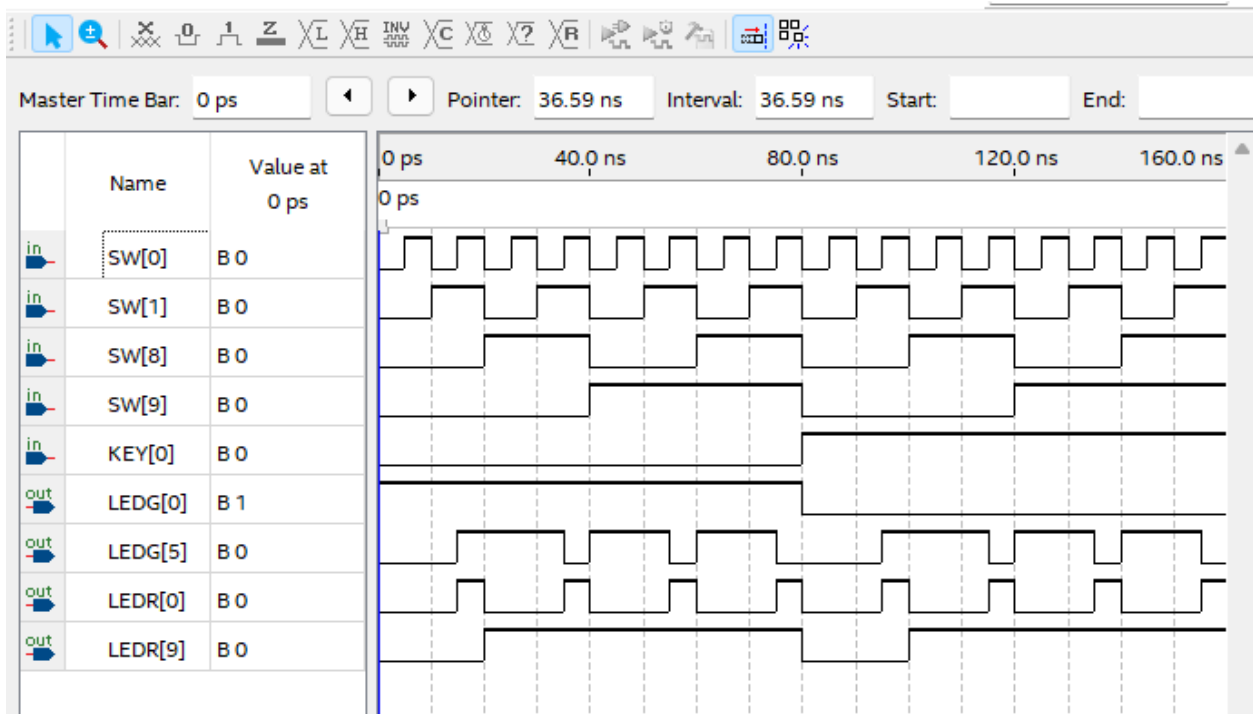 Master Time Bar: 0 ps Pointer: 36.59 ns Interval: 36.59 ns Start: End:
Name Value at 0 ps
0 ps 40.0 ns 80.0 ns 120.0 ns 160.0 ns
0 ps
in SW[0] B 0
in SW[1] B 0
in SW[8] B 0
in SW[9] B 0
in KEY[0] B 0
out LEDG[0] B 1
out LEDG[5] B 0
out LEDR[0] B 0
out LEDR[9] B 0